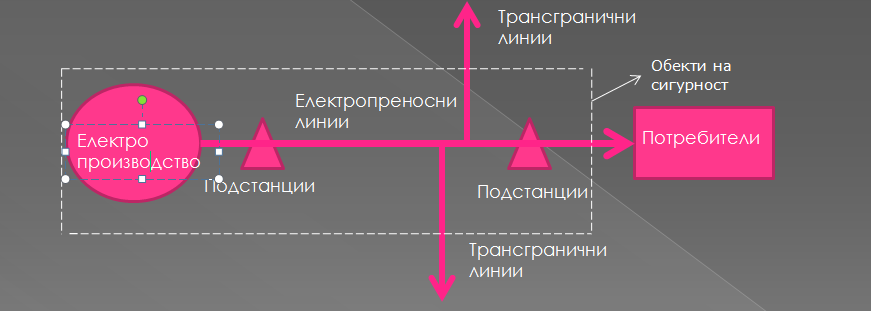 Трансгранични
линии
Обекти на
сигурност
Електропреносни
линии
Електро
производство
Потребители
Подстанции
Подстанции
Трансгранични
линии